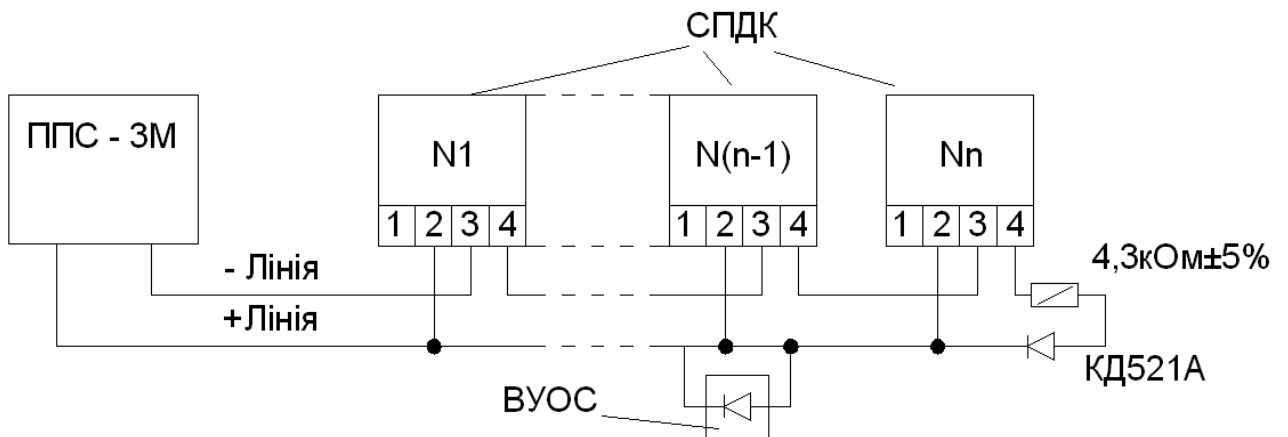 СПДК
ППС - 3М
N1
N(n-1)
Nn
1 2 3 4
1 2 3 4
1 2 3 4
4,3кОм±5%
- Лінія
+Лінія
КД521А
ВУОС